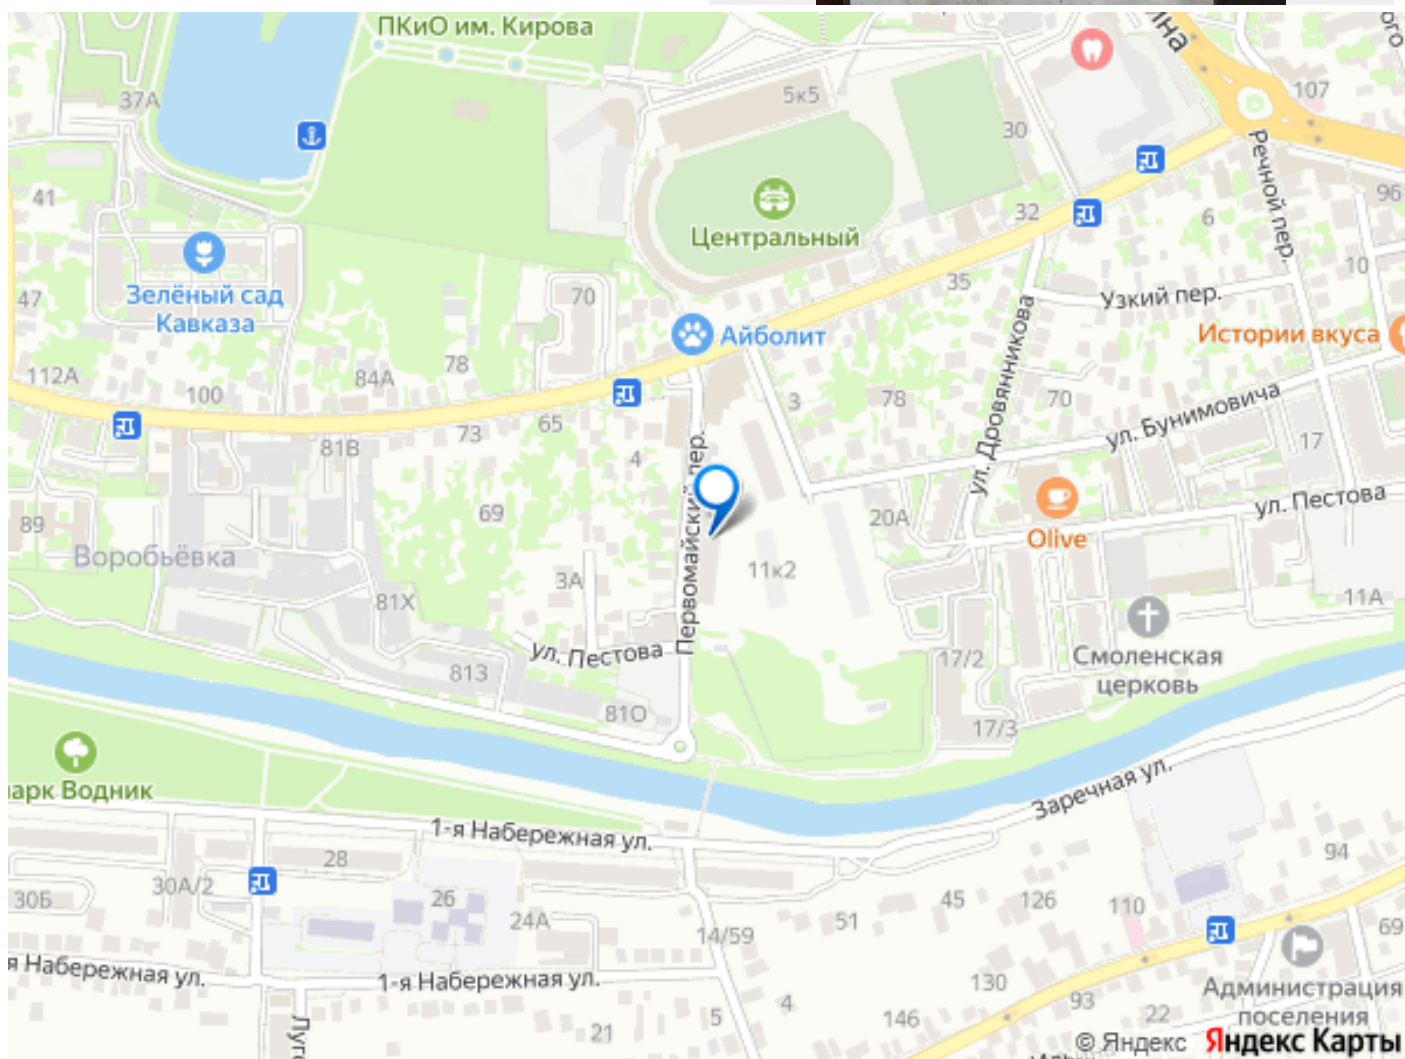 ПКиО им. Кирова
37А
5к5
107
30
Речной пер.
41
32
6
96
Центральный
10
47
Зелёный сад
Кавказа
70
35
Узкий пер.
Айболит
Истории вкуса
112А
100
84А
78
3
78
ул. Дровянникова
70
ул. Бунимовича
65
73
81В
4
17
Первомайский пер.
69
89
20А
Olive
ул. Пестова
Воробьёвка
3А
11к2
81Х
11А
ул. Пестова
813
17/2
Смоленская
церковь
81О
17/3
парк Водник
Заречная ул.
1-я Набережная ул.
28
94
30А/2
30Б
26
24А
45
126
110
51
14/59
69
я Набережная ул.
1-я Набережная ул.
130
93
Администрация
поселения
4
5
146
22
21
© Яндекс
Яндекс Карты